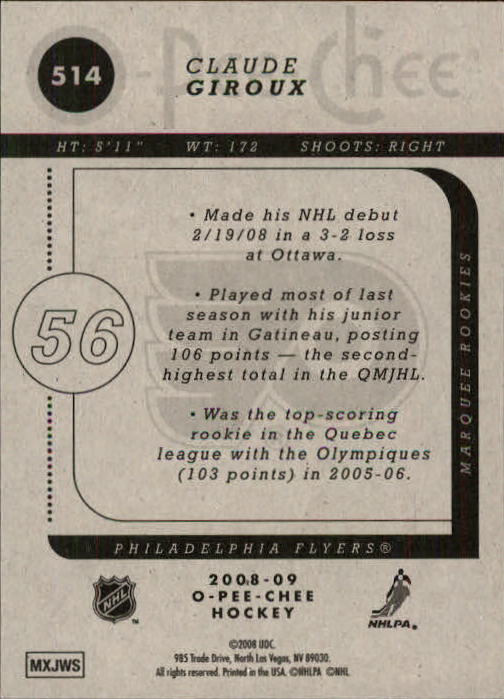 O-Pee-Chee
514
CLAUDE
GIROUX
HT: 5'11" WT: 172 SHOOTS: RIGHT
• Made his NHL debut
2/19/08 in a 3-2 loss
at Ottawa.
• Played most of last
season with his junior
team in Gatineau, posting
106 points — the second-
highest total in the QMJHL.
• Was the top-scoring
rookie in the Quebec
league with the Olympiques
(103 points) in 2005-06.
56
MARQUEE ROOKIES
PHILADELPHIA FLYERS®
NHL
™
2008-09
O-PEE-CHEE
HOCKEY
NHLPA®
©2008 UDC.
985 Trade Drive, North Las Vegas, NV 89030.
All rights reserved. Printed in the USA. ©NHLPA ©NHL
MXJWS